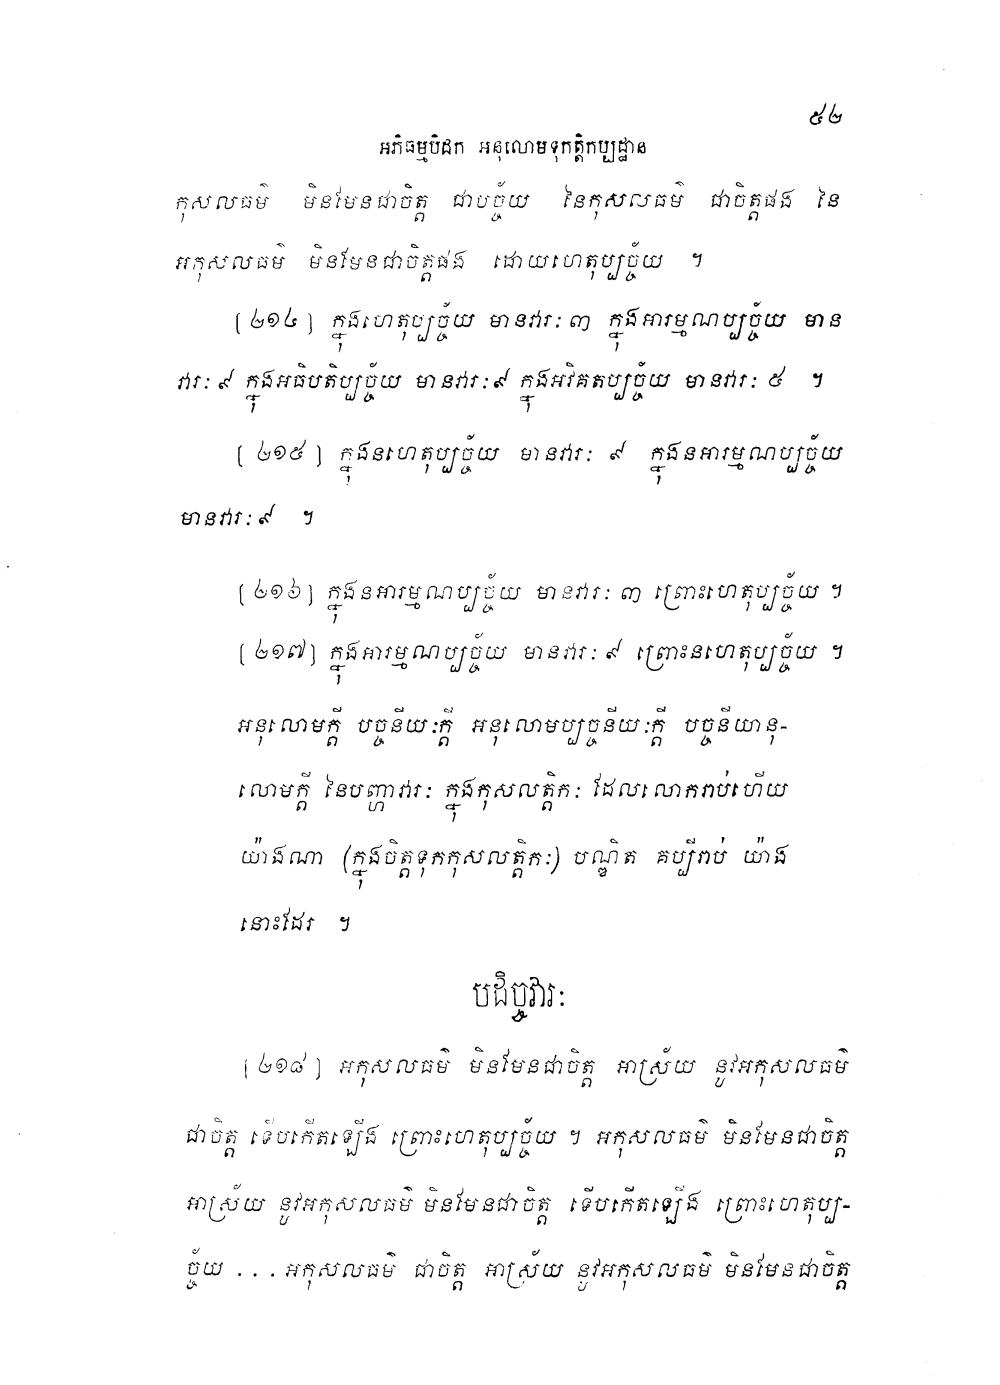 ៥២
អភិធម្មបិដក អនុលោមទុកត្តិកប្បដ្ឋាន
កុសលធម៌ មិនមែនជាចិត្ត ជាបច្ច័យ នៃកុសលធម៌ ជាចិត្តផង នៃ
អកុសលធម៌ មិនមែនជាចិត្តផង ដោយហេតុប្បច្ច័យ ។
[២១៤] ក្នុងហេតុប្បច្ច័យ មានវារៈ ៣ ក្នុងអារម្មណប្បច្ច័យ មាន
វារៈ ៩ ក្នុងអធិបតិប្បច្ច័យ មានវារៈ ៩ ក្នុងអវិគតប្បច្ច័យ មានវារៈ ៥ ។
[២១៥] ក្នុងនហេតុប្បច្ច័យ មានវារៈ ៩ ក្នុងនអារម្មណប្បច្ច័យ
មានវារៈ ៩ ។
[២១៦] ក្នុងនអារម្មណប្បច្ច័យ មានវារៈ ៣ ព្រោះហេតុប្បច្ច័យ ។
[២១៧] ក្នុងអារម្មណប្បច្ច័យ មានវារៈ ៩ ព្រោះនហេតុប្បច្ច័យ ។
អនុលោមក្តី បច្ចនីយៈក្តី អនុលោមប្បច្ចនីយៈក្តី បច្ចនីយានុ-
លោមក្តី នៃបញ្ហាវារៈ ក្នុងកុសលត្តិកៈ ដែលលោករាប់ហើយ
យ៉ាងណា (ក្នុងចិត្តទុកកុសលត្តិកៈ) បណ្ឌិត គប្បីរាប់ យ៉ាង
នោះដែរ ។
បដិច្ចវារៈ
[២១៨] អកុសលធម៌ មិនមែនជាចិត្ត អាស្រ័យ នូវអកុសលធម៌
ជាចិត្ត ទើបកើតឡើង ព្រោះហេតុប្បច្ច័យ ។ អកុសលធម៌ មិនមែនជាចិត្ត
អាស្រ័យ នូវអកុសលធម៌ មិនមែនជាចិត្ត ទើបកើតឡើង ព្រោះហេតុប្ប-
ច្ច័យ ... អកុសលធម៌ ជាចិត្ត អាស្រ័យ នូវអកុសលធម៌ មិនមែនជាចិត្ត